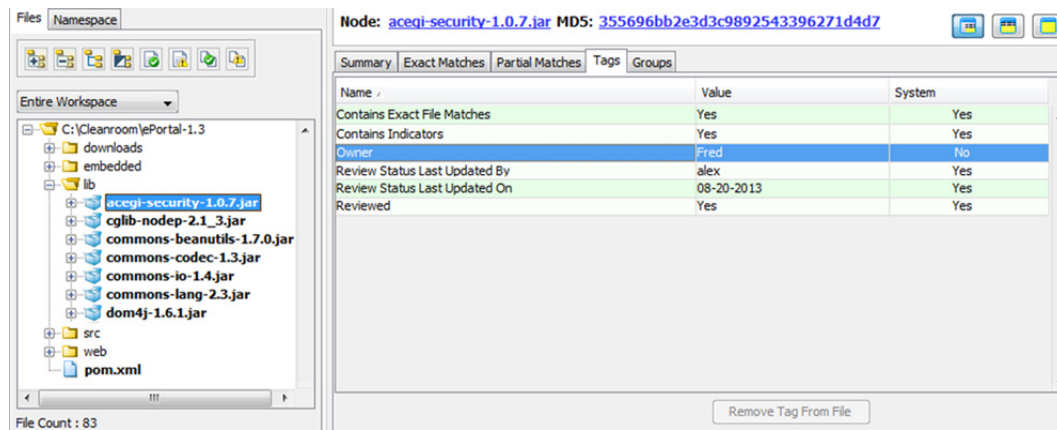 Files Namespace
Entire Workspace
C:\Cleanroom\ePortal-1.3
downloads
embedded
lib
acegi-security-1.0.7.jar
cglib-nodep-2.1_3.jar
commons-beanutils-1.7.0.jar
commons-codec-1.3.jar
commons-io-1.4.jar
commons-lang-2.3.jar
dom4j-1.6.1.jar
src
web
pom.xml
File Count : 83
Node: acegi-security-1.0.7.jar MD5: 355696bb2e3d3c9892543396271d4d7
Summary Exact Matches Partial Matches Tags Groups
Name Value System
Contains Exact File Matches Yes Yes
Contains Indicators Yes Yes
Owner Fred No
Review Status Last Updated By alex Yes
Review Status Last Updated On 08-20-2013 Yes
Reviewed Yes Yes
Remove Tag From File